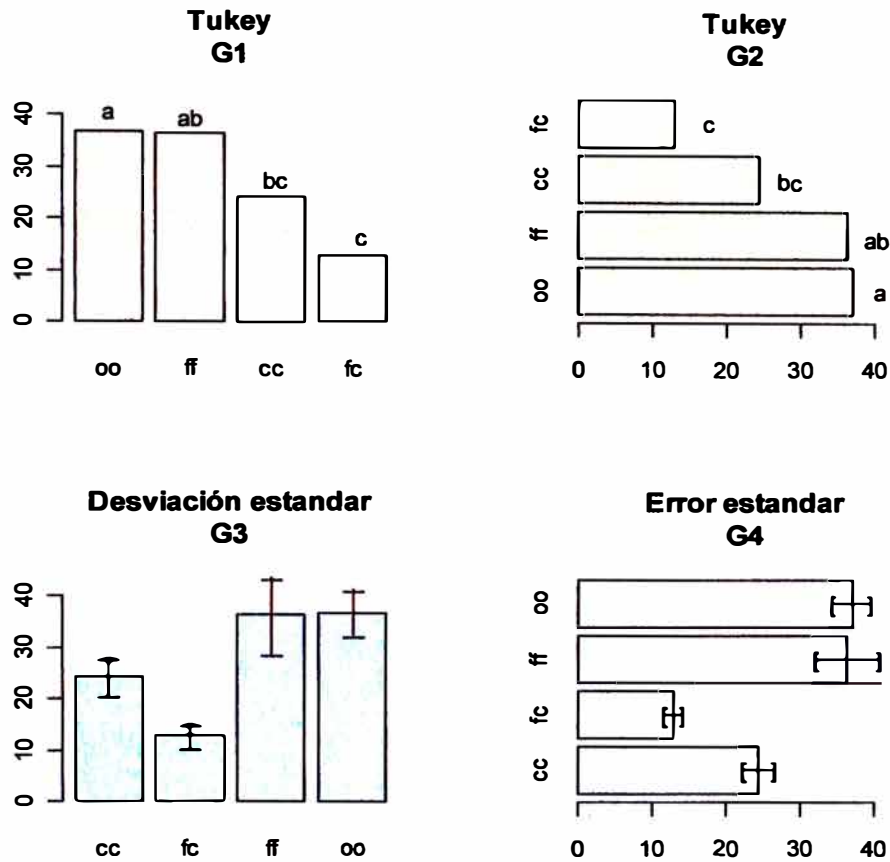 Tukey
G1
40
30
20
10
0
a
ab
bc
c
oo ff cc fc
Tukey
G2
fc
cc
ff
oo
c
bc
ab
a
0 10 20 30 40
Desviación estandar
G3
40
30
20
10
0
cc fc ff oo
Error estandar
G4
oo
ff
fc
cc
0 10 20 30 40